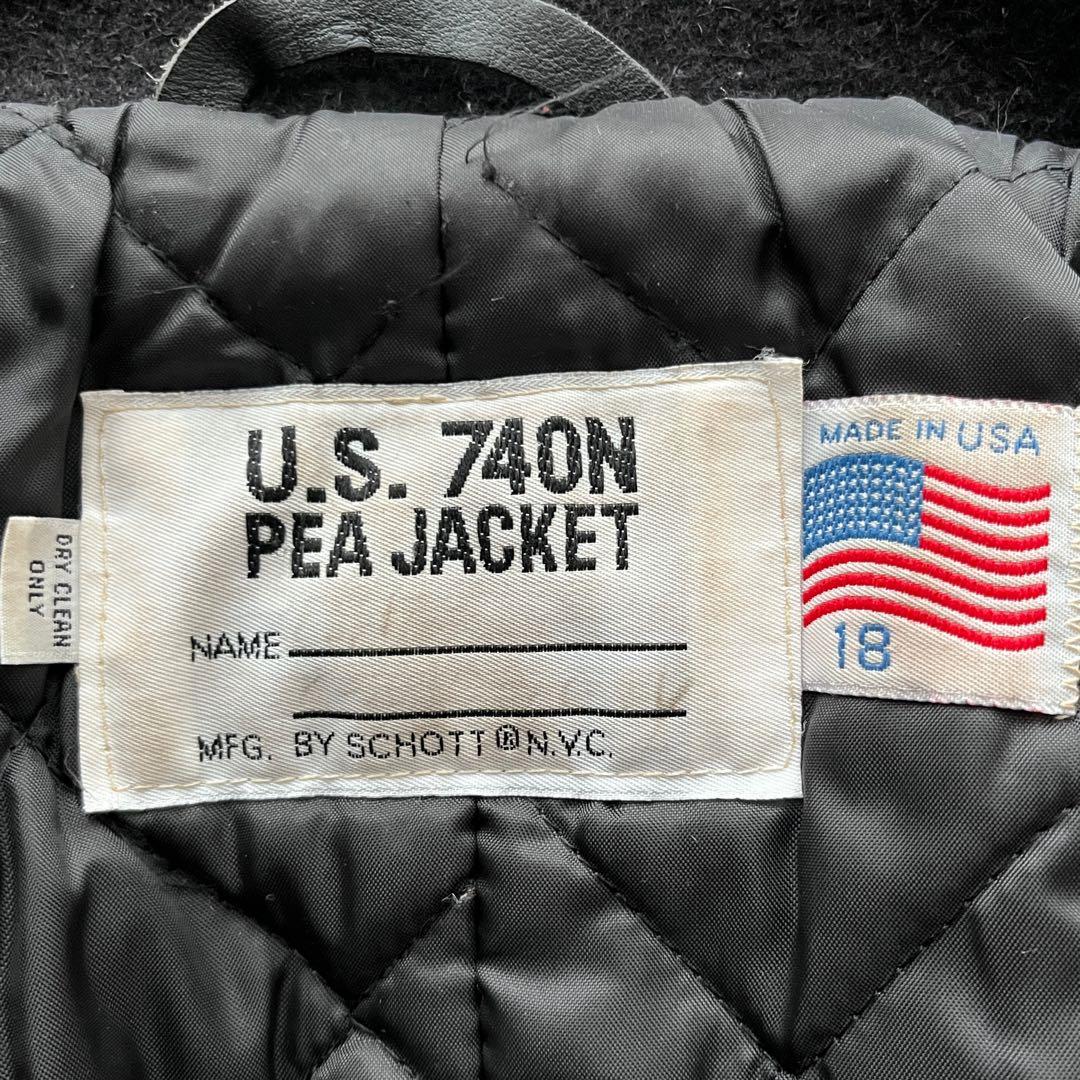 U.S. 740N
PEA JACKET
NAME
MFG. BY SCHOTT ® N.Y.C.
MADE IN USA
18
DRY CLEAN
ONLY